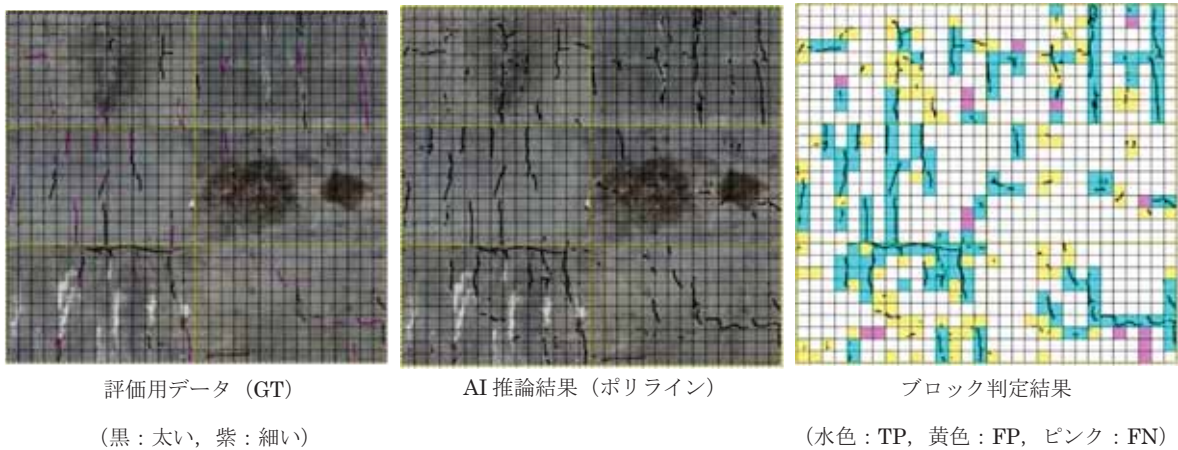 評価用データ（GT）
（黒：太い，紫：細い）
AI 推論結果（ポリライン）
ブロック判定結果
（水色：TP，黄色：FP，ピンク：FN）